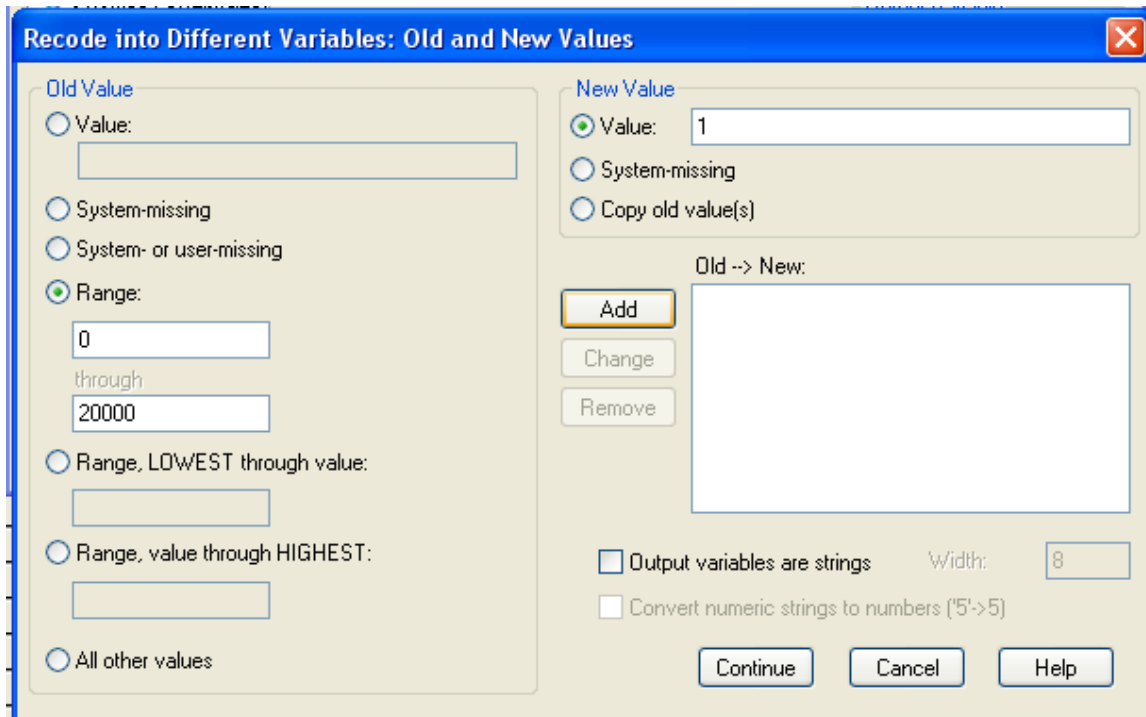 Recode into Different Variables: Old and New Values
Old Value
Value:
System-missing
System- or user-missing
Range:
0
through
20000
Range, LOWEST through value:
Range, value through HIGHEST:
All other values
New Value
Value: 1
System-missing
Copy old value(s)
Old --> New:
Add
Change
Remove
Output variables are strings Width: 8
Convert numeric strings to numbers ('5'->5)
Continue Cancel Help